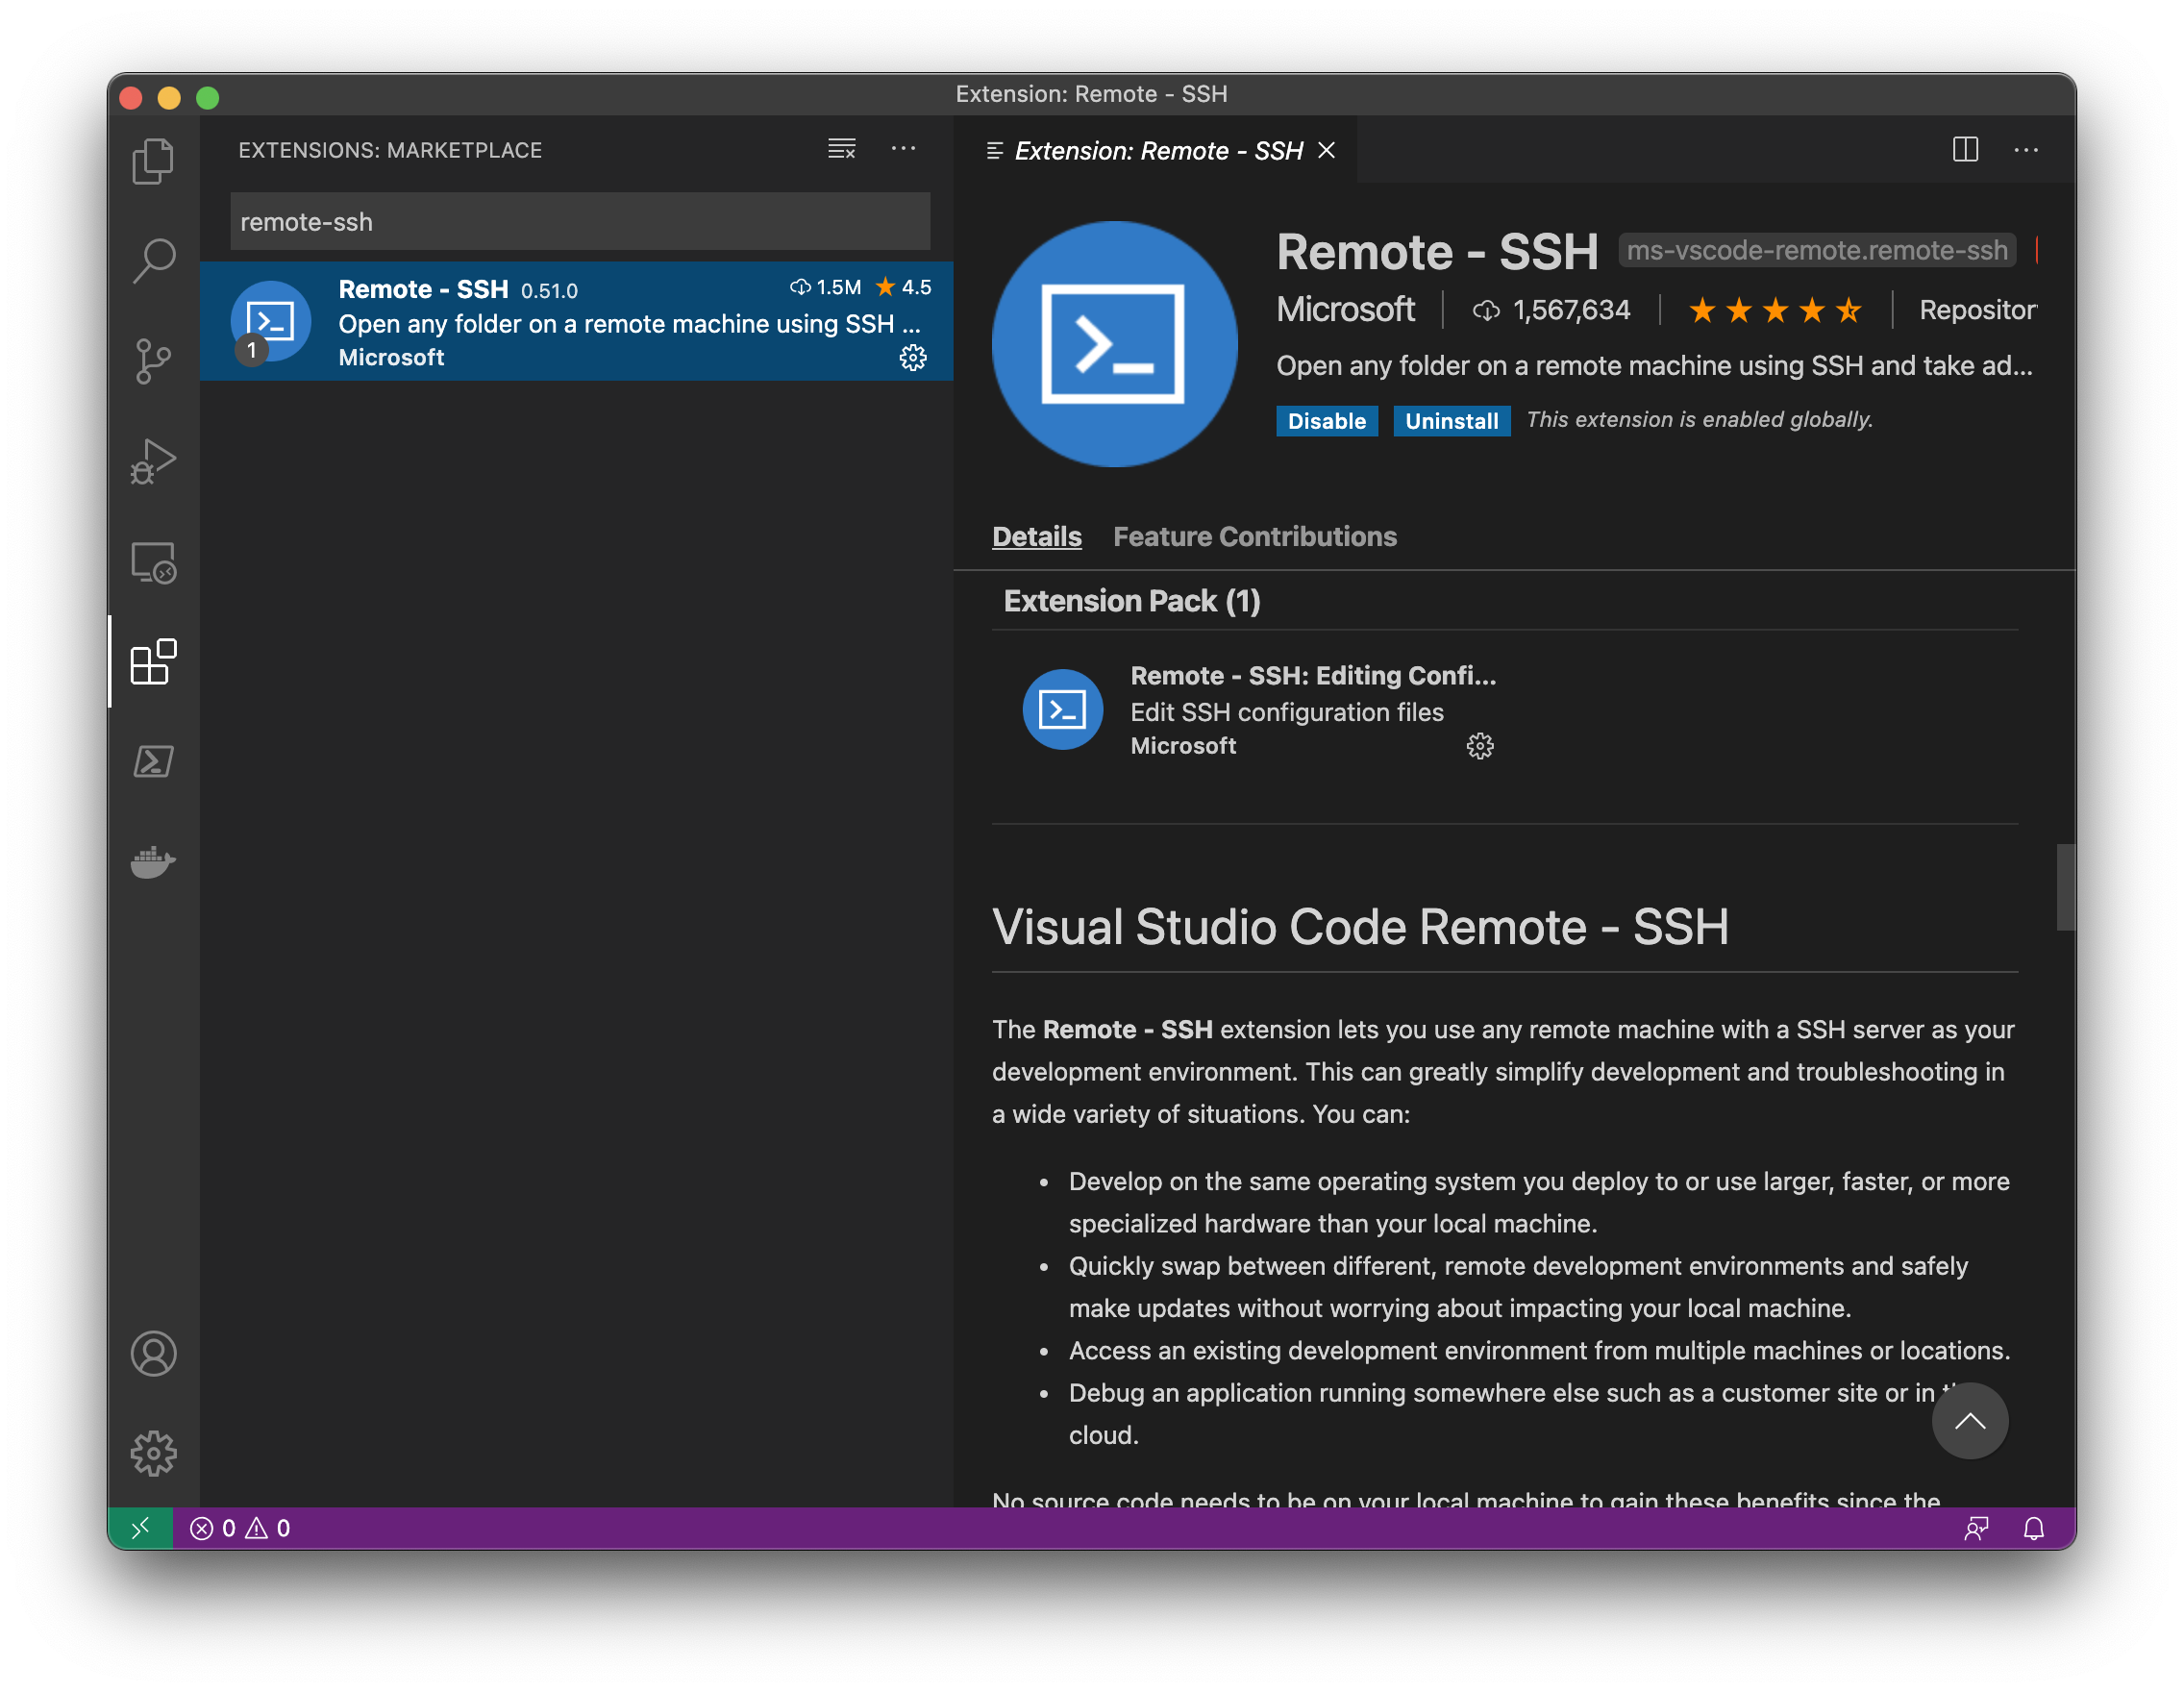 Extension: Remote - SSH
EXTENSIONS: MARKETPLACE
remote-ssh
Remote - SSH 0.51.0 1.5M 4.5
Open any folder on a remote machine using SSH ...
1
Microsoft
Extension: Remote - SSH
Remote - SSH ms-vscode-remote.remote-ssh
Microsoft 1,567,634 Repositor
Open any folder on a remote machine using SSH and take ad...
Disable Uninstall This extension is enabled globally.
Details Feature Contributions
Extension Pack (1)
Remote - SSH: Editing Confi...
Edit SSH configuration files
Microsoft
Visual Studio Code Remote - SSH
The Remote - SSH extension lets you use any remote machine with a SSH server as your
development environment. This can greatly simplify development and troubleshooting in
a wide variety of situations. You can:
• Develop on the same operating system you deploy to or use larger, faster, or more
specialized hardware than your local machine.
• Quickly swap between different, remote development environments and safely
make updates without worrying about impacting your local machine.
• Access an existing development environment from multiple machines or locations.
• Debug an application running somewhere else such as a customer site or in
cloud.
No source code needs to be on your local machine to gain these benefits since the
0 0